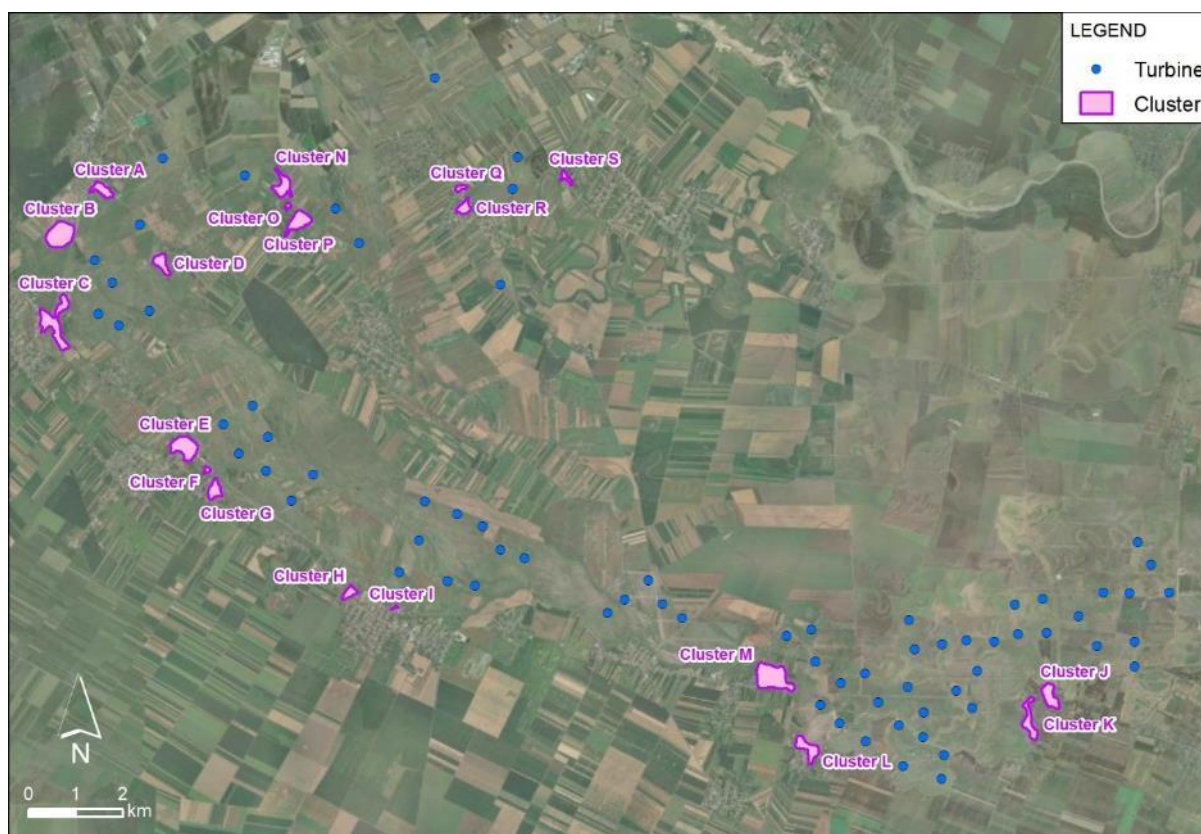 LEGEND
Turbine
Cluster
Cluster A
Cluster N
Cluster Q
Cluster S
Cluster B
Cluster O
Cluster R
Cluster P
Cluster D
Cluster C
Cluster E
Cluster F
Cluster G
Cluster H
Cluster I
Cluster M
Cluster J
Cluster K
Cluster L
N
0 1 2
km